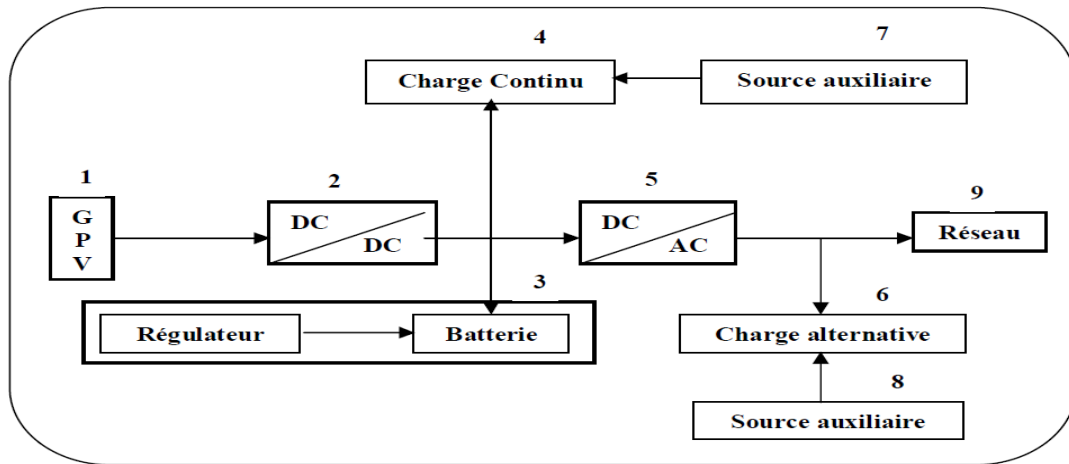 4
7
Charge Continu
Source auxiliaire
1
2
5
9
G
P
V
DC
DC
DC
AC
Réseau
3
6
Régulateur
Batterie
Charge alternative
8
Source auxiliaire